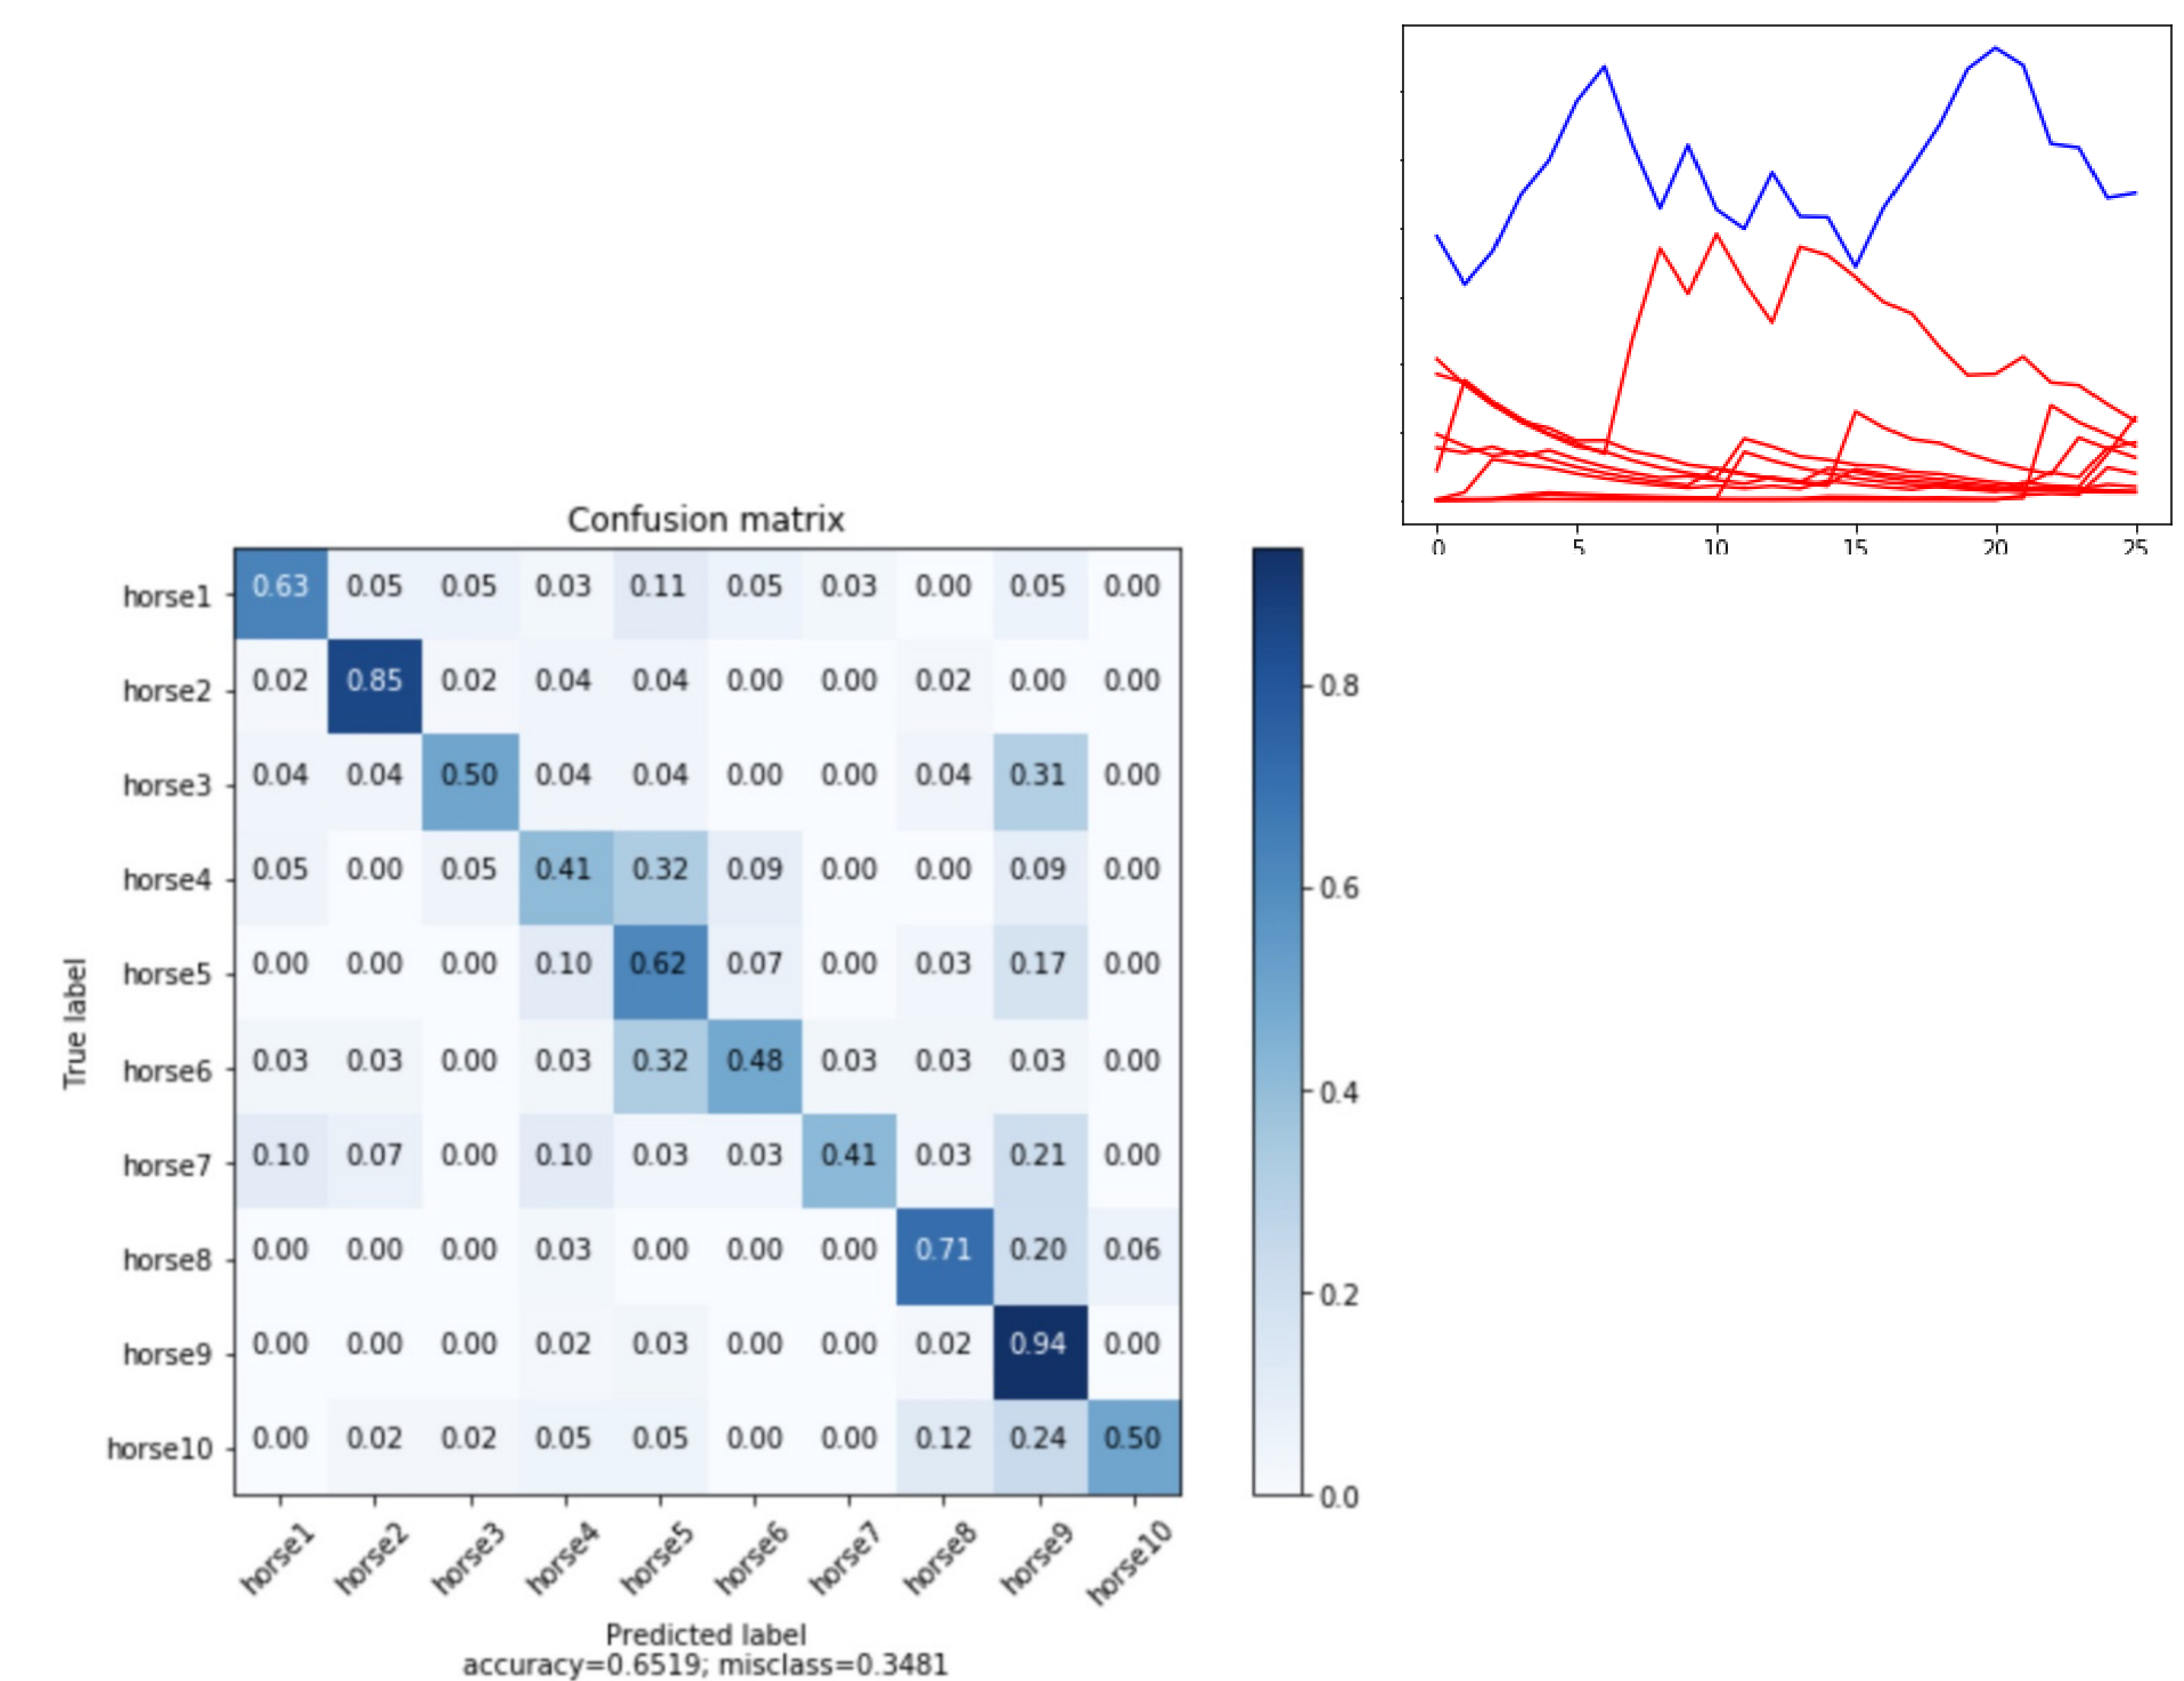 0 5 10 15 20 25
Confusion matrix
horse1 0.63 0.05 0.05 0.03 0.11 0.05 0.03 0.00 0.05 0.00
horse2 0.02 0.85 0.02 0.04 0.04 0.00 0.00 0.02 0.00 0.00
0.8
horse3 0.04 0.04 0.50 0.04 0.04 0.00 0.00 0.04 0.31 0.00
horse4 0.05 0.00 0.05 0.41 0.32 0.09 0.00 0.00 0.09 0.00
0.6
horse5 0.00 0.00 0.00 0.10 0.62 0.07 0.00 0.03 0.17 0.00
True label
horse6 0.03 0.03 0.00 0.03 0.32 0.48 0.03 0.03 0.03 0.00
0.4
horse7 0.10 0.07 0.00 0.10 0.03 0.03 0.41 0.03 0.21 0.00
horse8 0.00 0.00 0.00 0.03 0.00 0.00 0.00 0.71 0.20 0.06
0.2
horse9 0.00 0.00 0.00 0.02 0.03 0.00 0.00 0.02 0.94 0.00
horse10 0.00 0.02 0.02 0.05 0.05 0.00 0.00 0.12 0.24 0.50
0.0
horse1 horse2 horse3 horse4 horse5 horse6 horse7 horse8 horse9 horse10
Predicted label
accuracy=0.6519; misclass=0.3481